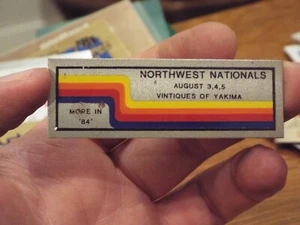 NORTHWEST NATIONALS
AUGUST 3,4,5
VINTIQUES OF YAKIMA
MORE IN
'84'